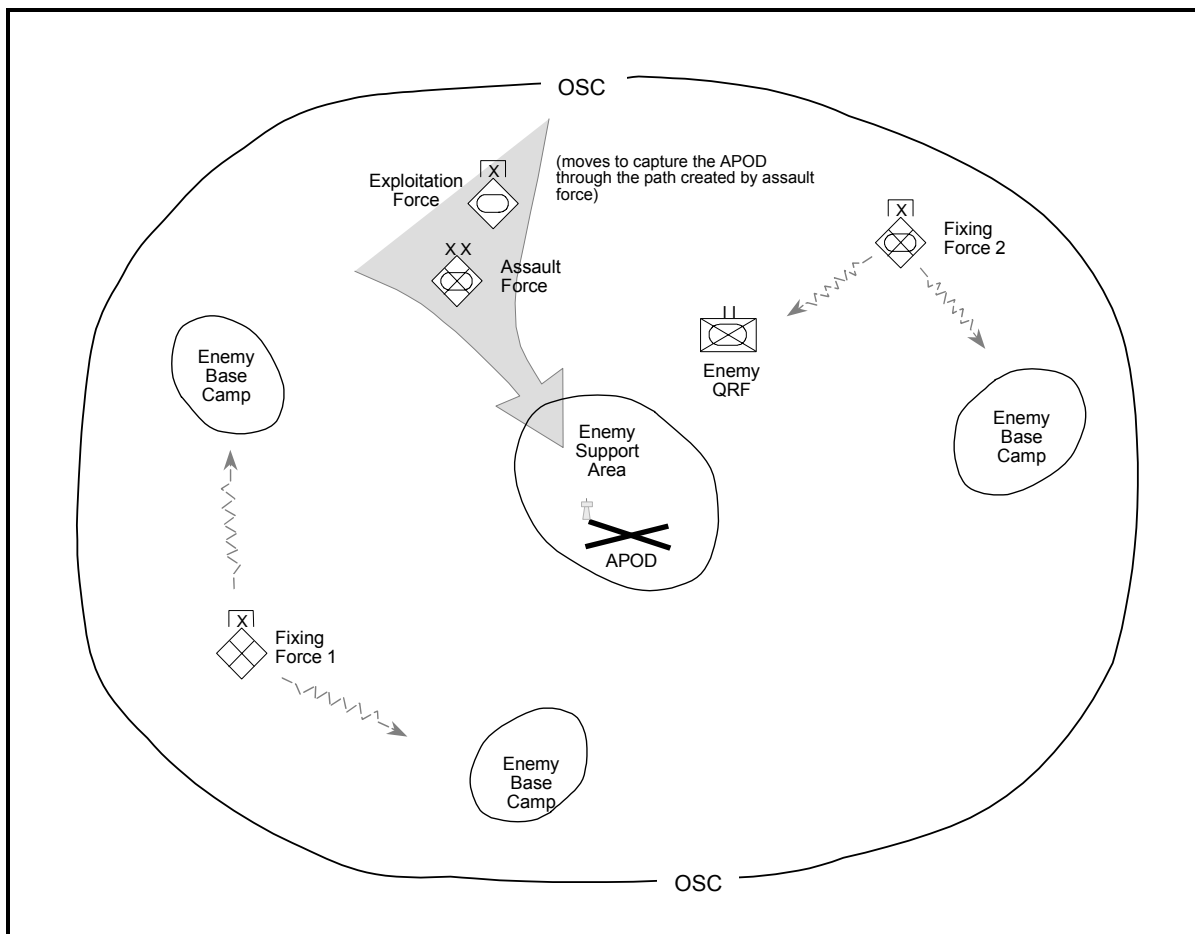 OSC
Exploitation
Force
X
(moves to capture the APOD
through the path created by assault
force)
X X
Assault
Force
X
Fixing
Force 2
Enemy
QRF
Enemy
Base
Camp
Enemy
Base
Camp
Enemy
Support
Area
APOD
X
Fixing
Force 1
Enemy
Base
Camp
OSC